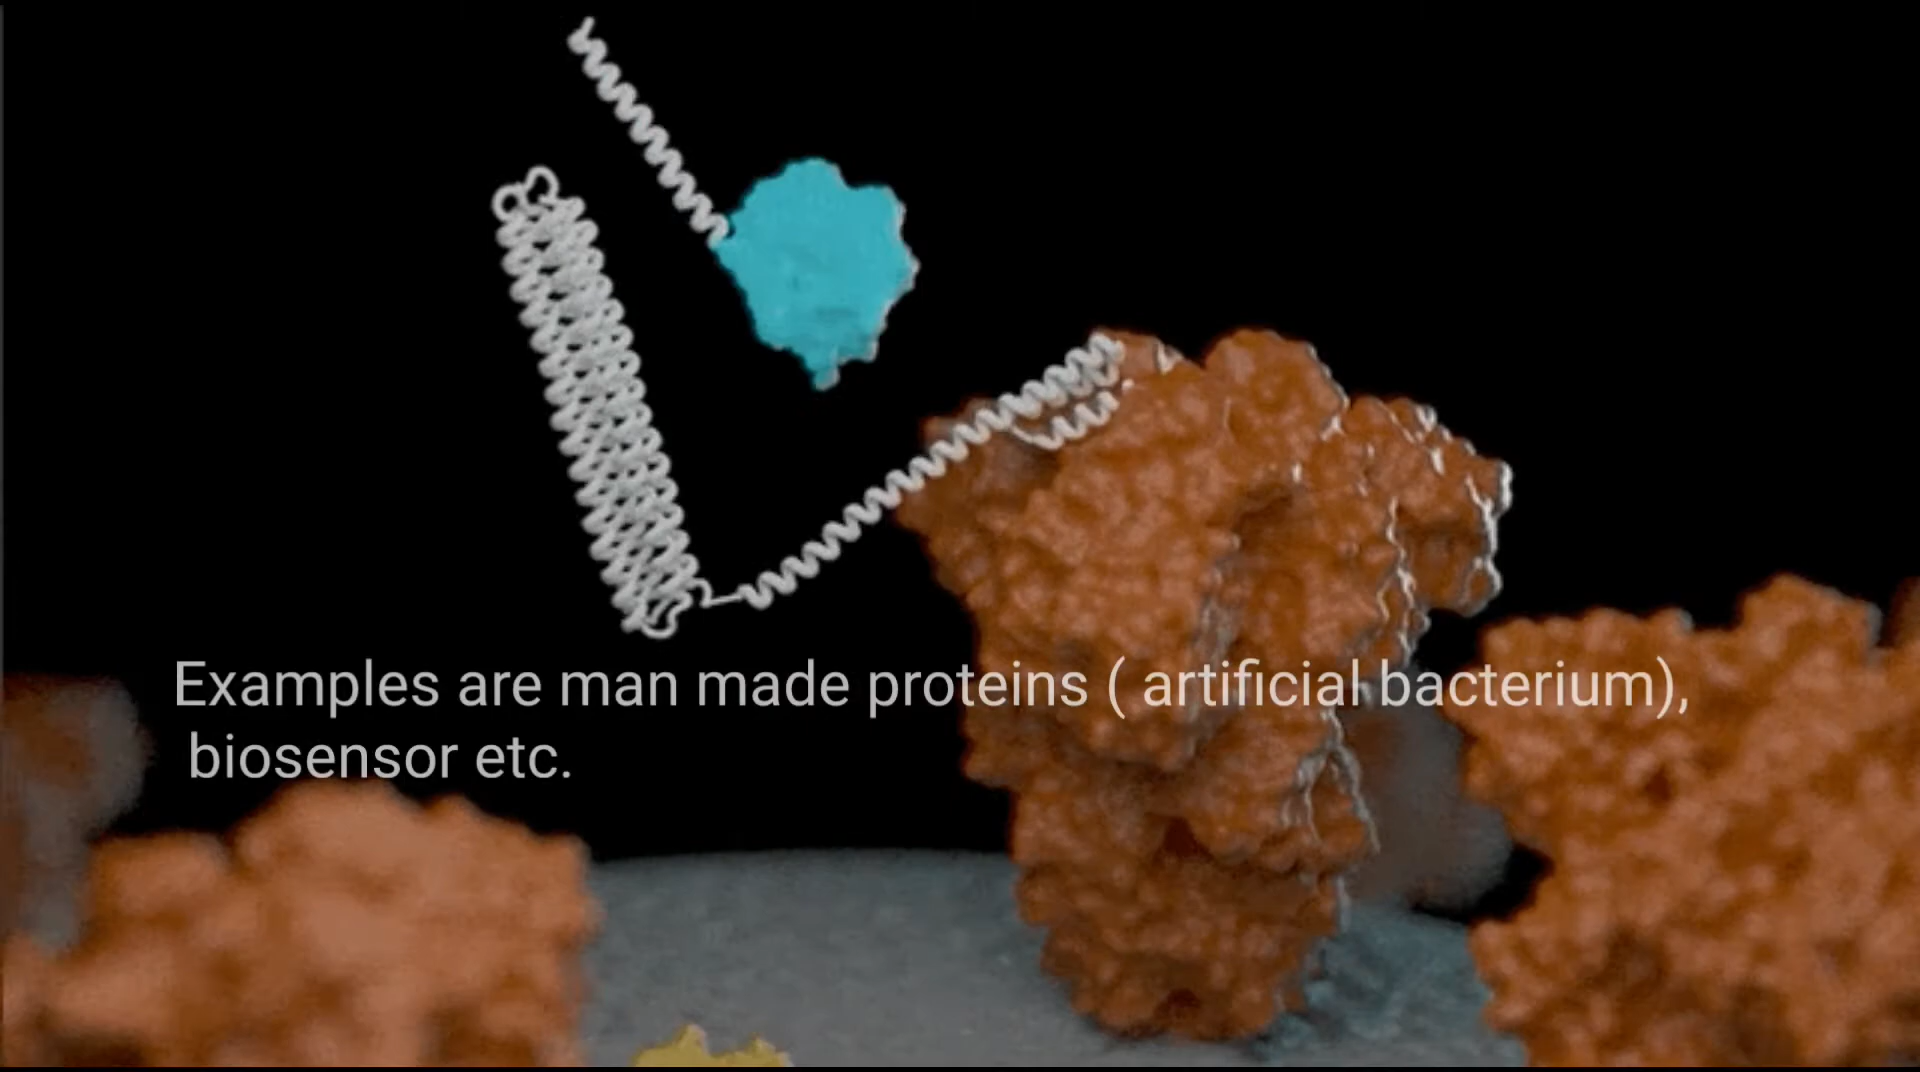 Examples are man made proteins ( artificial bacterium),
biosensor etc.